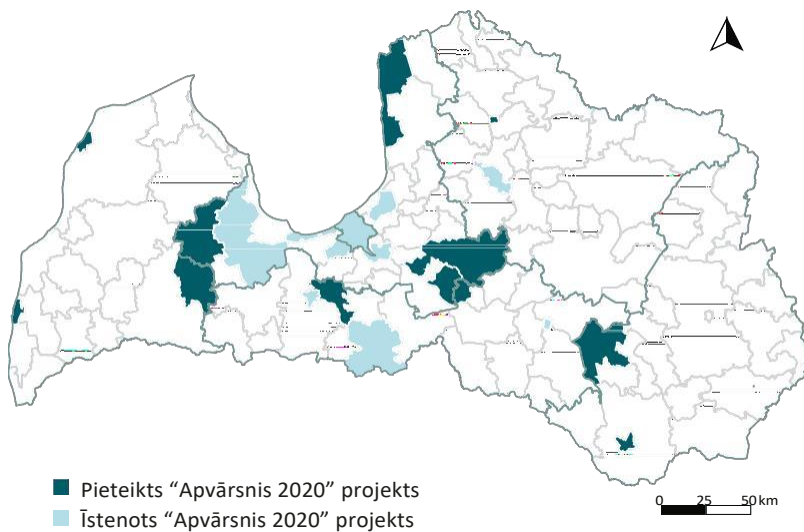 Pieteikts “Apvārsnis 2020” projekts
Īstenots “Apvārsnis 2020” projekts
0 25 50 km